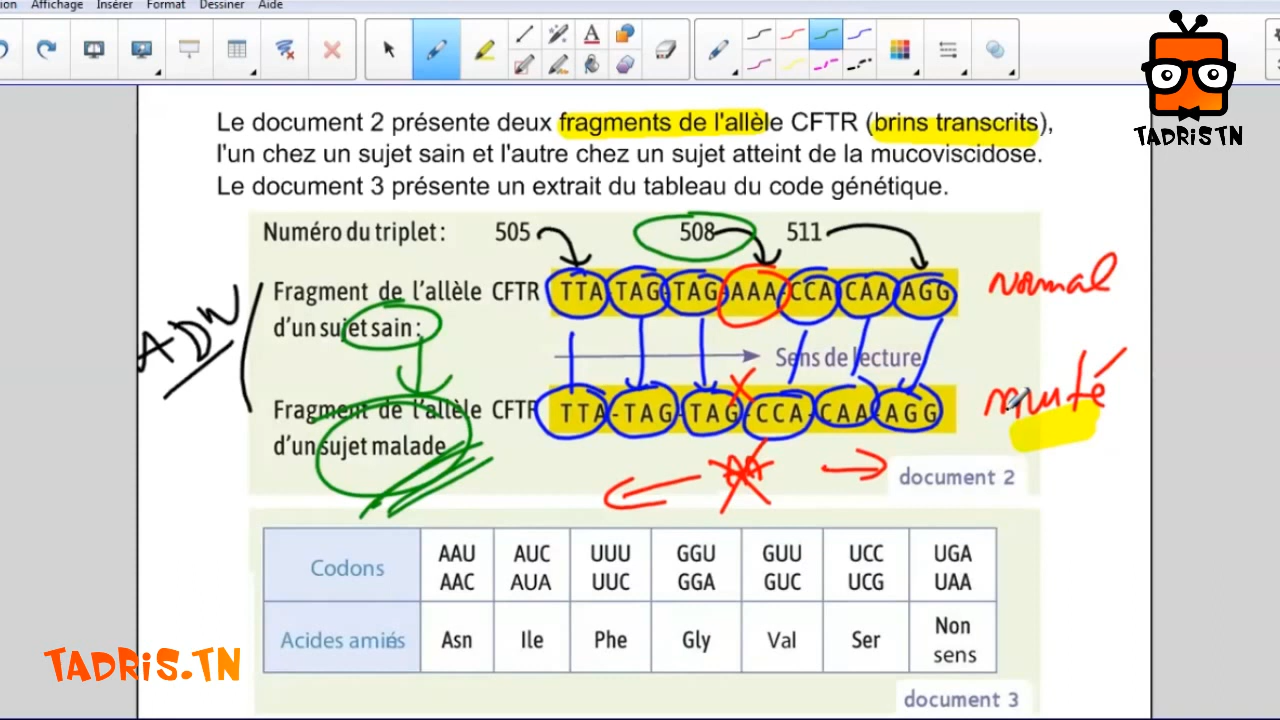 Affichage Insérer Format Dessiner Aide
TADRISTN
Le document 2 présente deux fragments de l'allèle CFTR (brins transcrits),
l'un chez un sujet sain et l'autre chez un sujet atteint de la mucoviscidose.
Le document 3 présente un extrait du tableau du code génétique.
Numéro du triplet : 505 508 511
Fragment de l'allèle CFTR TTA TAG-TAG-AAA-CCA CAA AGG normal
d'un sujet sain :
ADN
Sens de lecture
Fragment de l'allèle CFTR TTA-TAG-TAG-CCA-CAA AGG muté
d'un sujet malade
AA
document 2
Codons AAU AUC UUU GGU GUU UCC UGA
AAC AUA UUC GGA GUC UCG UAA
Acides aminés Asn Ile Phe Gly Val Ser Non
sens
TADRIS.TN
document 3